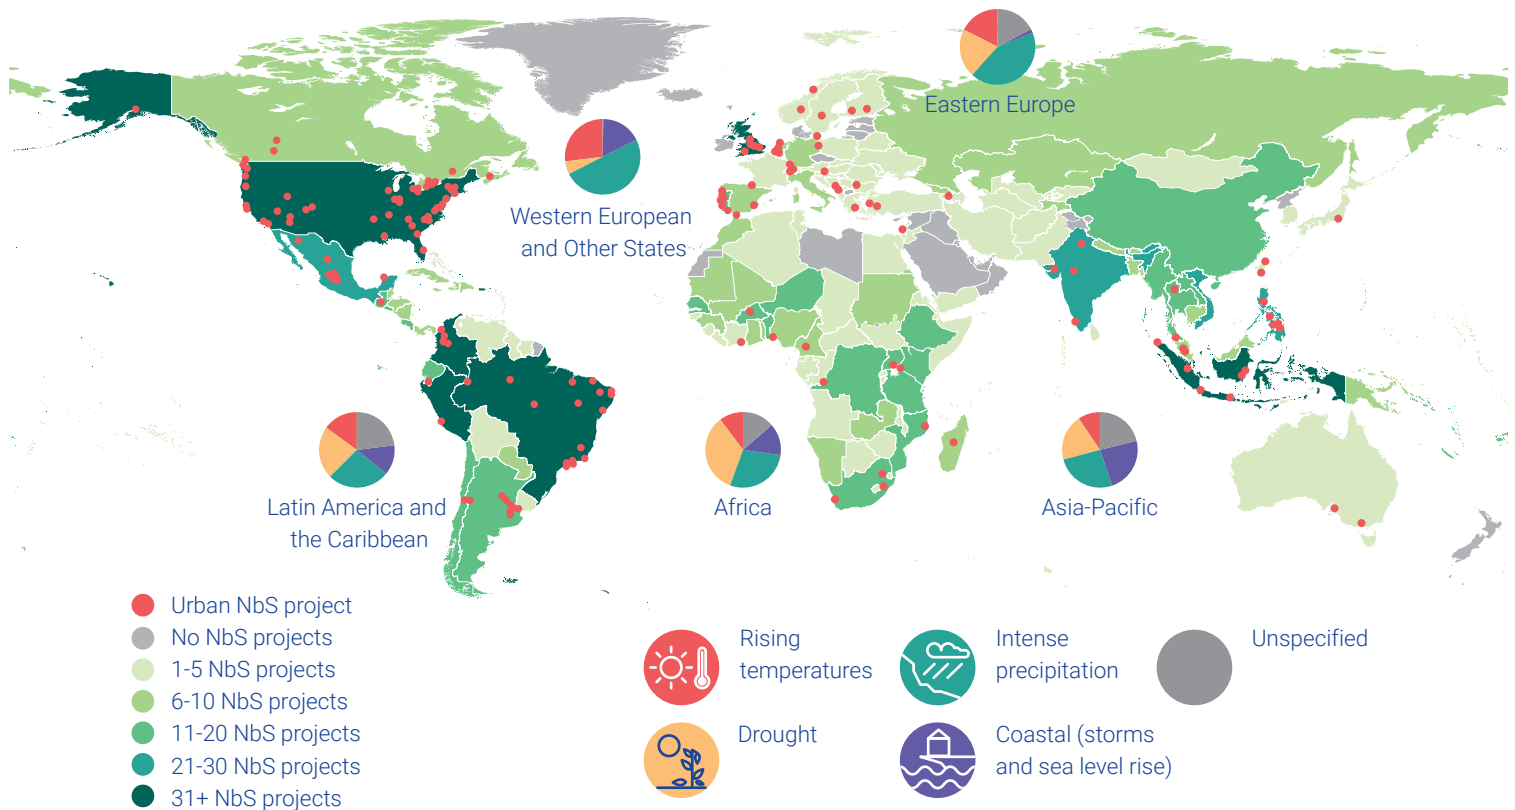 Eastern Europe
Western European
and Other States
Latin America and
the Caribbean
Africa
Asia-Pacific
Urban NbS project
No NbS projects
1-5 NbS projects
6-10 NbS projects
11-20 NbS projects
21-30 NbS projects
31+ NbS projects
Rising
temperatures
Intense
precipitation
Unspecified
Drought
Coastal (storms
and sea level rise)